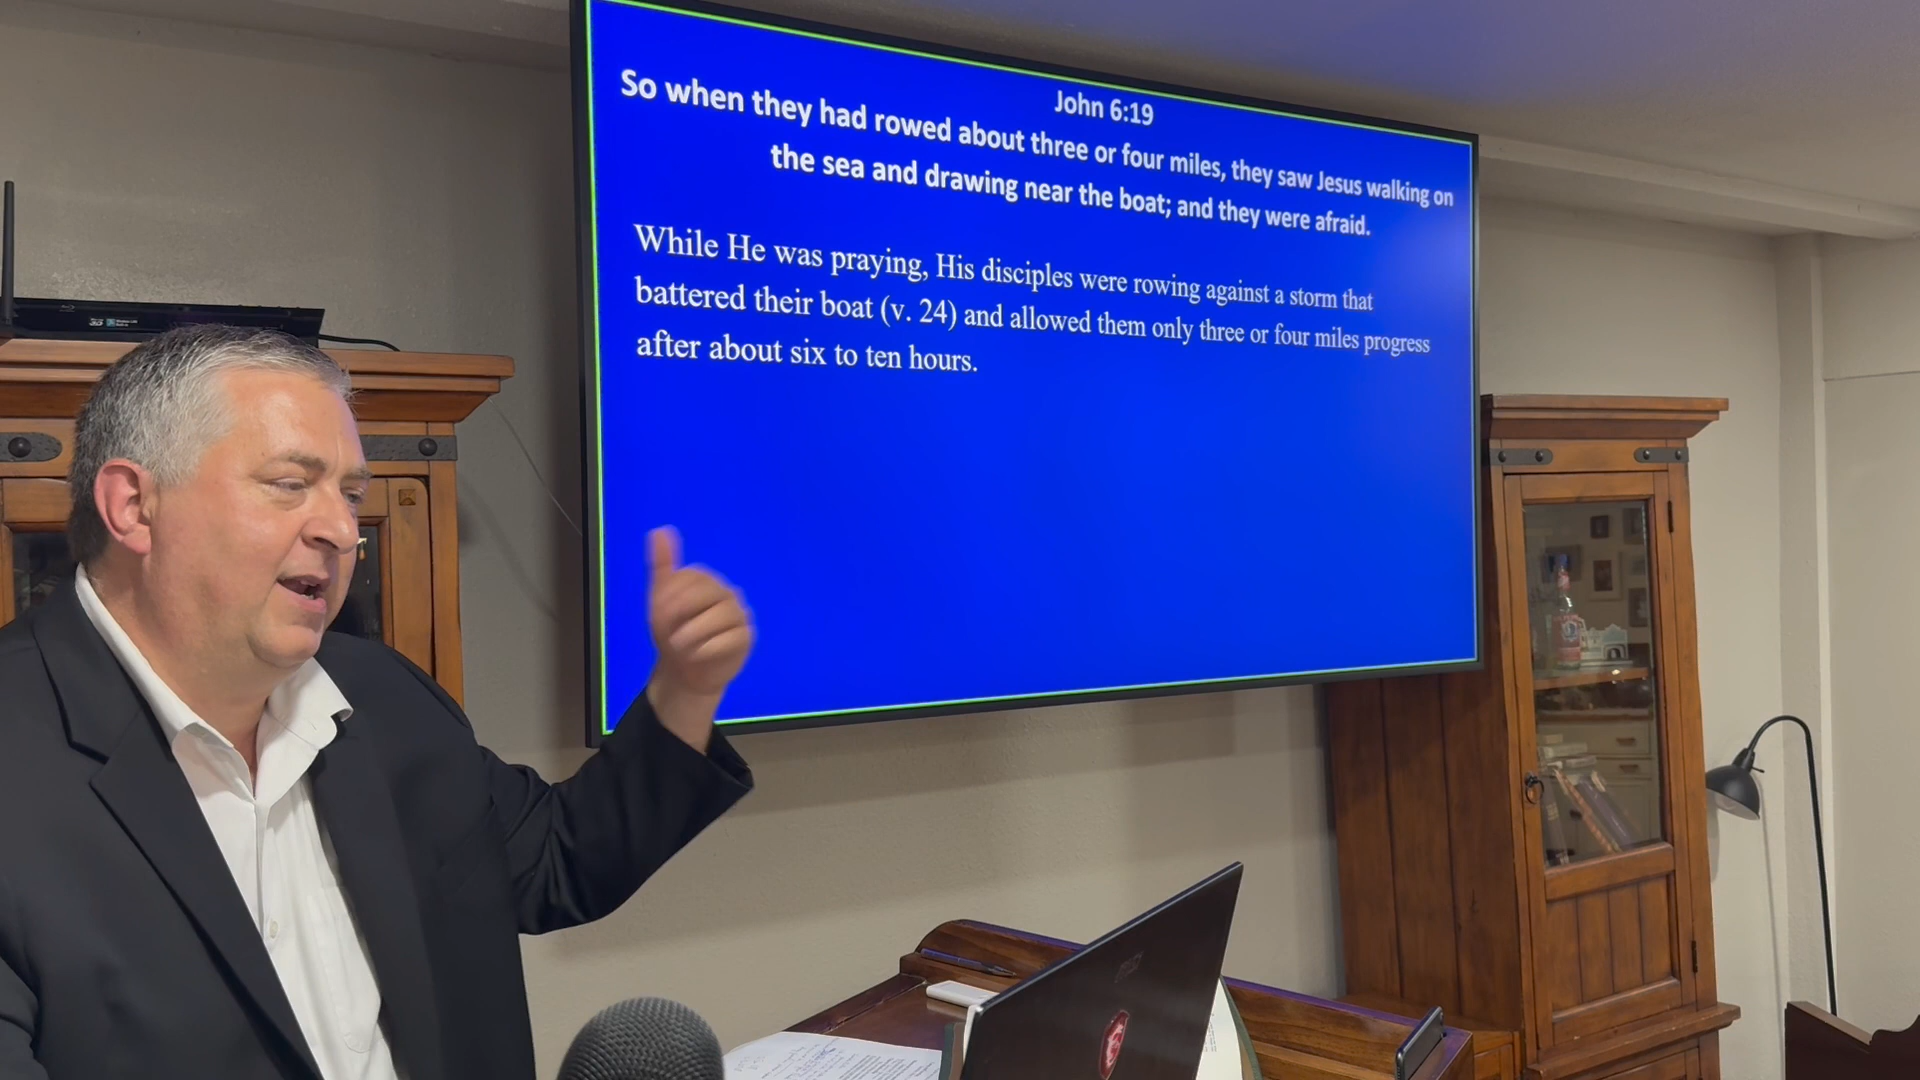 John 6:19
So when they had rowed about three or four miles, they saw Jesus walking on
the sea and drawing near the boat; and they were afraid.
While He was praying, His disciples were rowing against a storm that
battered their boat (v. 24) and allowed them only three or four miles progress
after about six to ten hours.